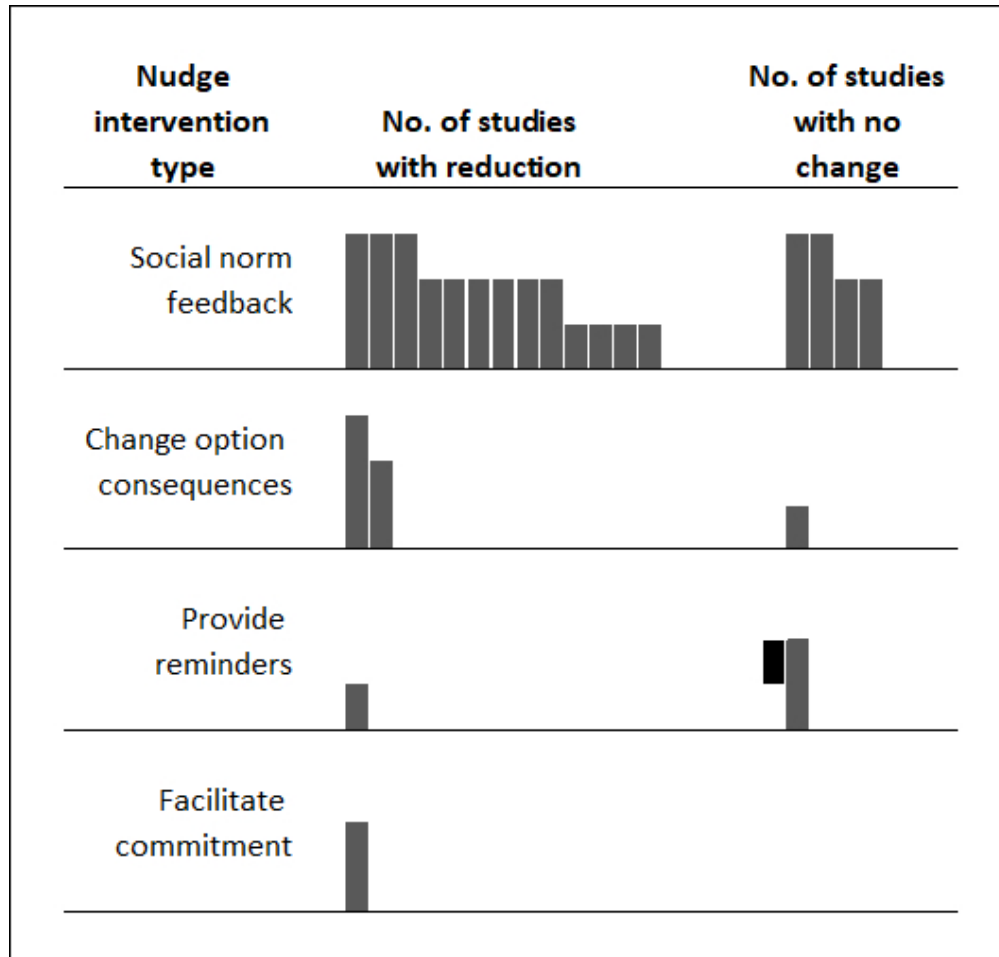 Nudge
intervention
type
No. of studies
with reduction
No. of studies
with no
change
Social norm
feedback
Change option
consequences
Provide
reminders
Facilitate
commitment